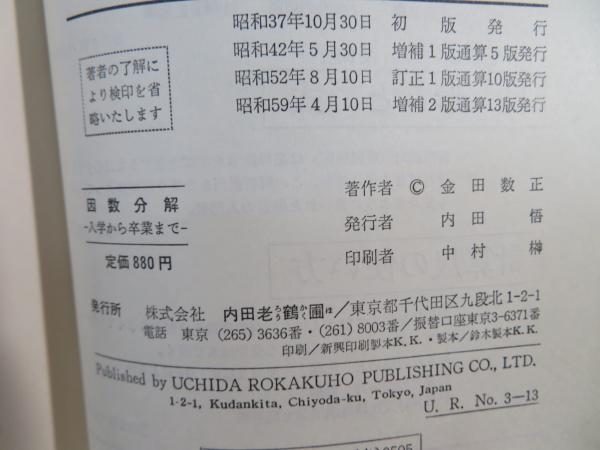 昭和37年10月30日 初版発行
昭和42年5月30日 増補1版通算5版発行
昭和52年8月10日 訂正1版通算10版発行
昭和59年4月10日 増補2版通算13版発行
著者の了解に
より検印を省
略いたします
著作者 © 金田数正
発行者 内田悟
印刷者 中村榊
因数分解
-入学から卒業まで-
定価880円
発行所 株式会社 内田老鶴圃/東京都千代田区九段北1-2-1
電話 東京(265)3636番・(261)8003番/振替口座東京3-6371番
印刷/新興印刷製本K.K.・製本/鈴木製本K.K.
Published by UCHIDA ROKAKUHO PUBLISHING CO., LTD.
1-2-1, Kudankita, Chiyoda-ku, Tokyo, Japan
U. R. No. 3-13